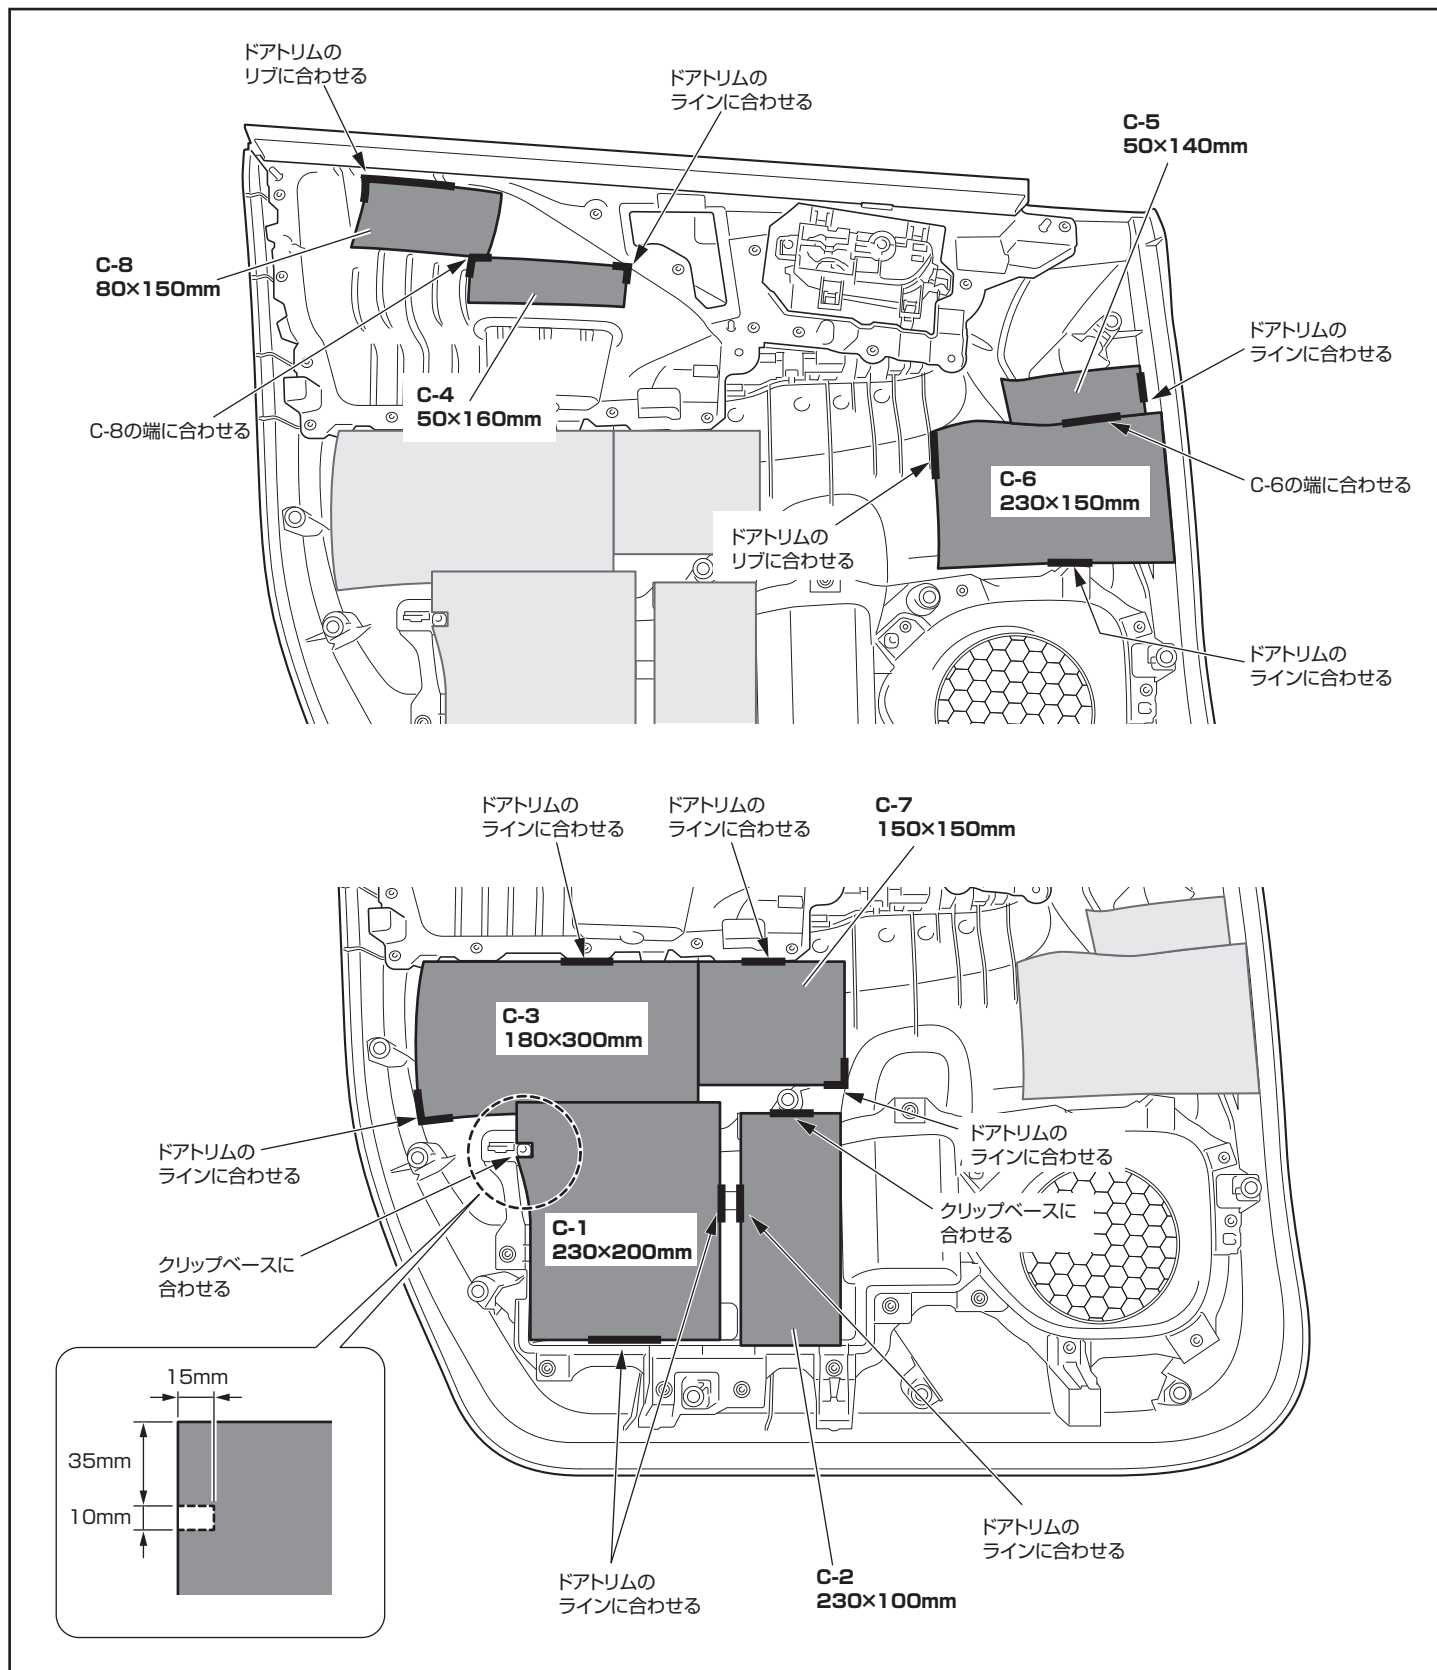 ドアトリムの
リブに合わせる
ドアトリムの
ラインに合わせる
C-5
50×140mm
C-8
80×150mm
ドアトリムの
ラインに合わせる
C-4
50×160mm
C-8の端に合わせる
C-6
230×150mm
C-6の端に合わせる
ドアトリムの
リブに合わせる
ドアトリムの
ラインに合わせる
ドアトリムの
ラインに合わせる
ドアトリムの
ラインに合わせる
C-7
150×150mm
C-3
180×300mm
ドアトリムの
ラインに合わせる
ドアトリムの
ラインに合わせる
クリップベースに
合わせる
C-1
230×200mm
クリップベースに
合わせる
15mm
35mm
10mm
ドアトリムの
ラインに合わせる
ドアトリムの
ラインに合わせる
C-2
230×100mm